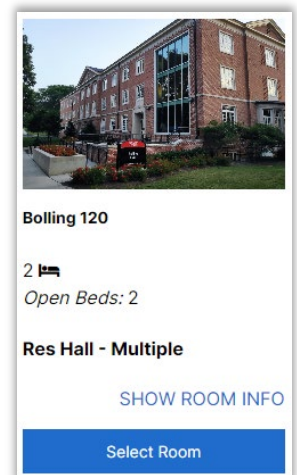 Bolling 120
2
Open Beds: 2
Res Hall - Multiple
SHOW ROOM INFO
Select Room